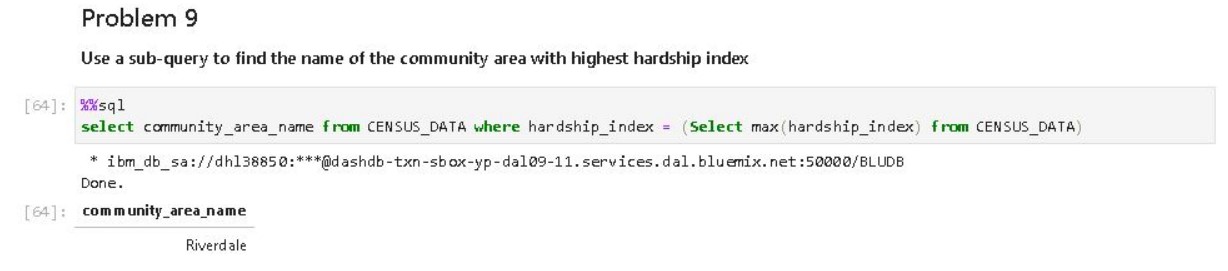 Problem 9
Use a sub-query to find the name of the community area with highest hardship index
[64]: %%sql
select community_area_name from CENSUS_DATA where hardship_index = (Select max(hardship_index) from CENSUS_DATA)
* ibm_db_sa://dhl38850:***@dashdb-txn-sbox-yp-dal09-11.services.dal.bluemix.net:50000/BLUDB
Done.
[64]: community_area_name
Riverdale